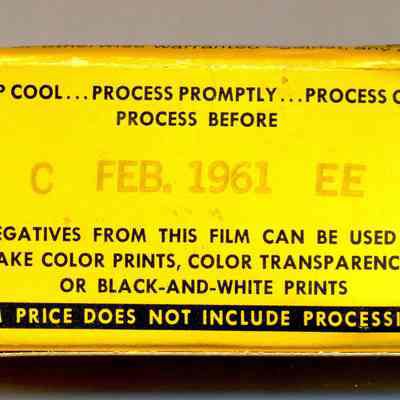 P COOL...PROCESS PROMPTLY...PROCESS
PROCESS BEFORE
C FEB. 1961 EE
EGATIVES FROM THIS FILM CAN BE USED
AKE COLOR PRINTS, COLOR TRANSPARENC
OR BLACK-AND-WHITE PRINTS
PRICE DOES NOT INCLUDE PROCESSI